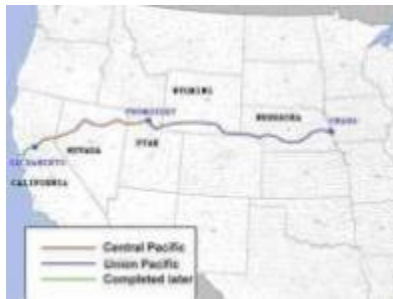 WYOMING
PROMONTORY
NEBRASKA
OMAHA
SACRAMENTO
NEVADA
UTAH
CALIFORNIA
Central Pacific
Union Pacific
Completed later